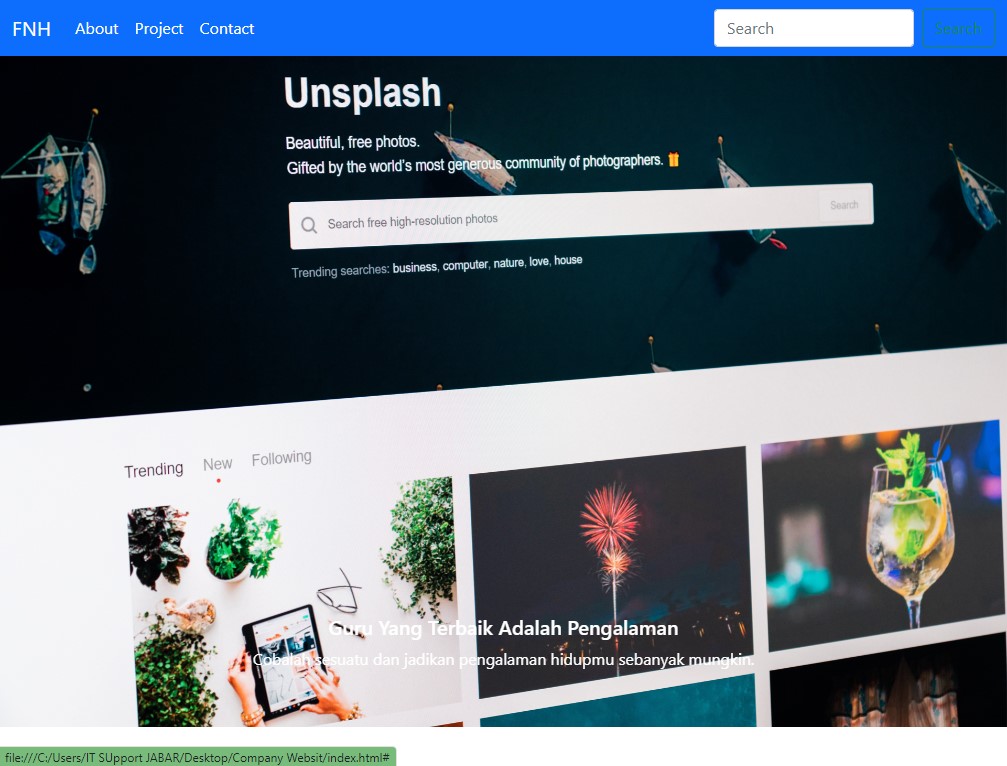 FNH About Project Contact Search Search
Unsplash
Beautiful, free photos.
Gifted by the world's most generous community of photographers.
Search free high-resolution photos Search
Trending searches: business, computer, nature, love, house
Trending New Following
Guru Yang Terbaik Adalah Pengalaman
Cobalah sesuatu dan jadikan pengalaman hidupmu sebanyak mungkin.
file:///C:/Users/IT SUpport JABAR/Desktop/Company Websit/index.html#